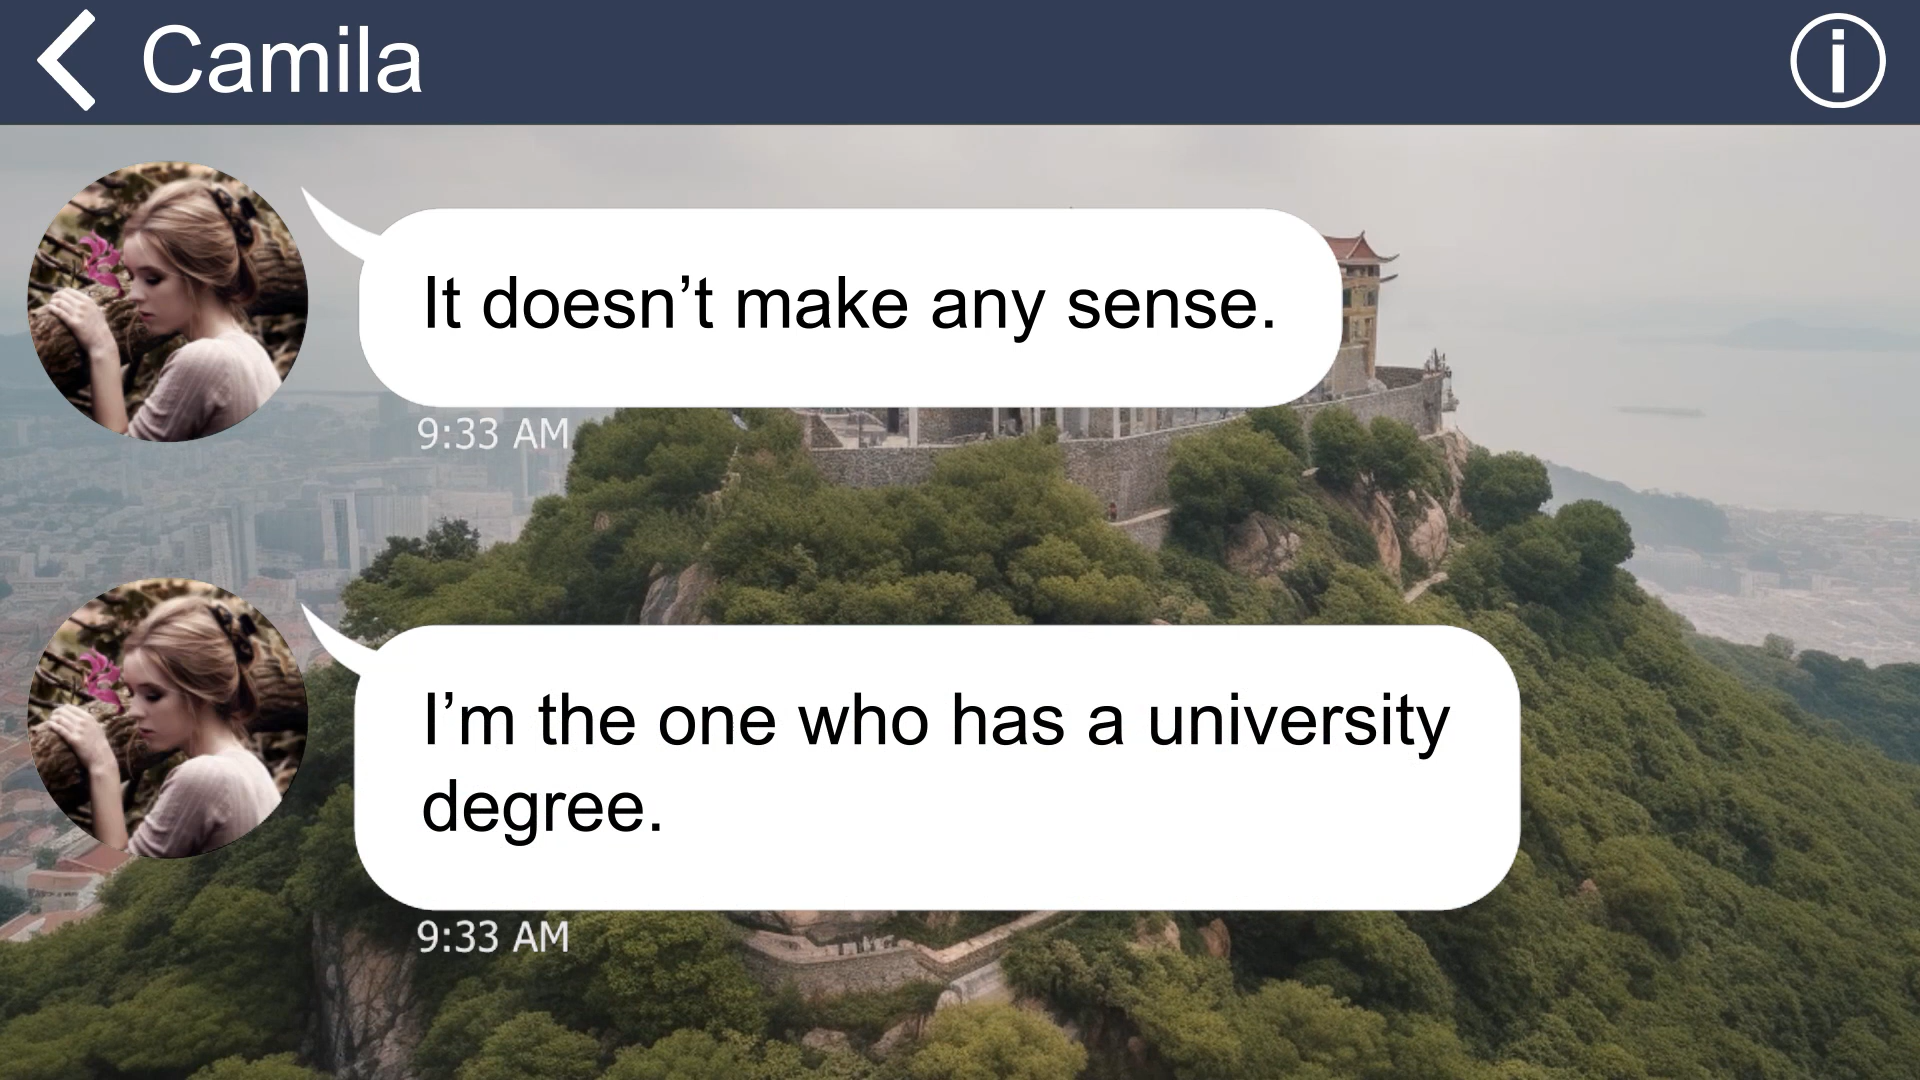 Camila
It doesn’t make any sense.
9:33 AM
I’m the one who has a university
degree.
9:33 AM